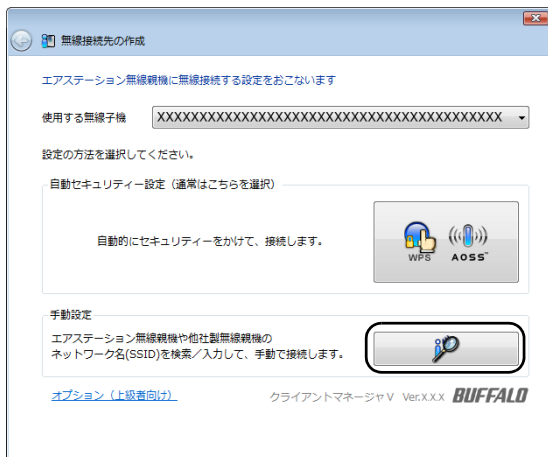 無線接続先の作成
エアステーション無線親機に無線接続する設定をおこないます
使用する無線子機 XXXXXXXXXXXXXXXXXXXXXXXXXXXXXXXXXXXXXXXXX
設定の方法を選択してください。
自動セキュリティー設定（通常はこちらを選択）
自動的にセキュリティーをかけて、接続します。
WPS AOSS™
手動設定
エアステーション無線親機や他社製無線親機の
ネットワーク名(SSID)を検索／入力して、手動で接続します。
オプション（上級者向け）
クライアントマネージャ V Ver.X.X.X BUFFALO